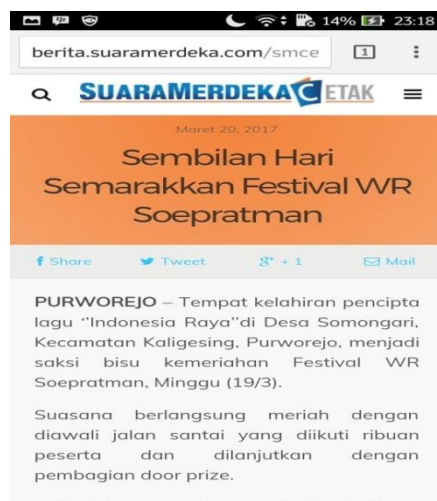 14% 23:18
berita.suaramerdeka.com/smce 1
SUARAMERDEKA CETAK
Maret 20, 2017
Sembilan Hari
Semarakkan Festival WR
Soepratman
f Share Tweet g+ + 1 Mail
PURWOREJO – Tempat kelahiran pencipta
lagu ‘’Indonesia Raya’’di Desa Somongari,
Kecamatan Kaligesing, Purworejo, menjadi
saksi bisu kemeriahan Festival WR
Soepratman, Minggu (19/3).
Suasana berlangsung meriah dengan
diawali jalan santai yang diikuti ribuan
peserta dan dilanjutkan dengan
pembagian door prize.